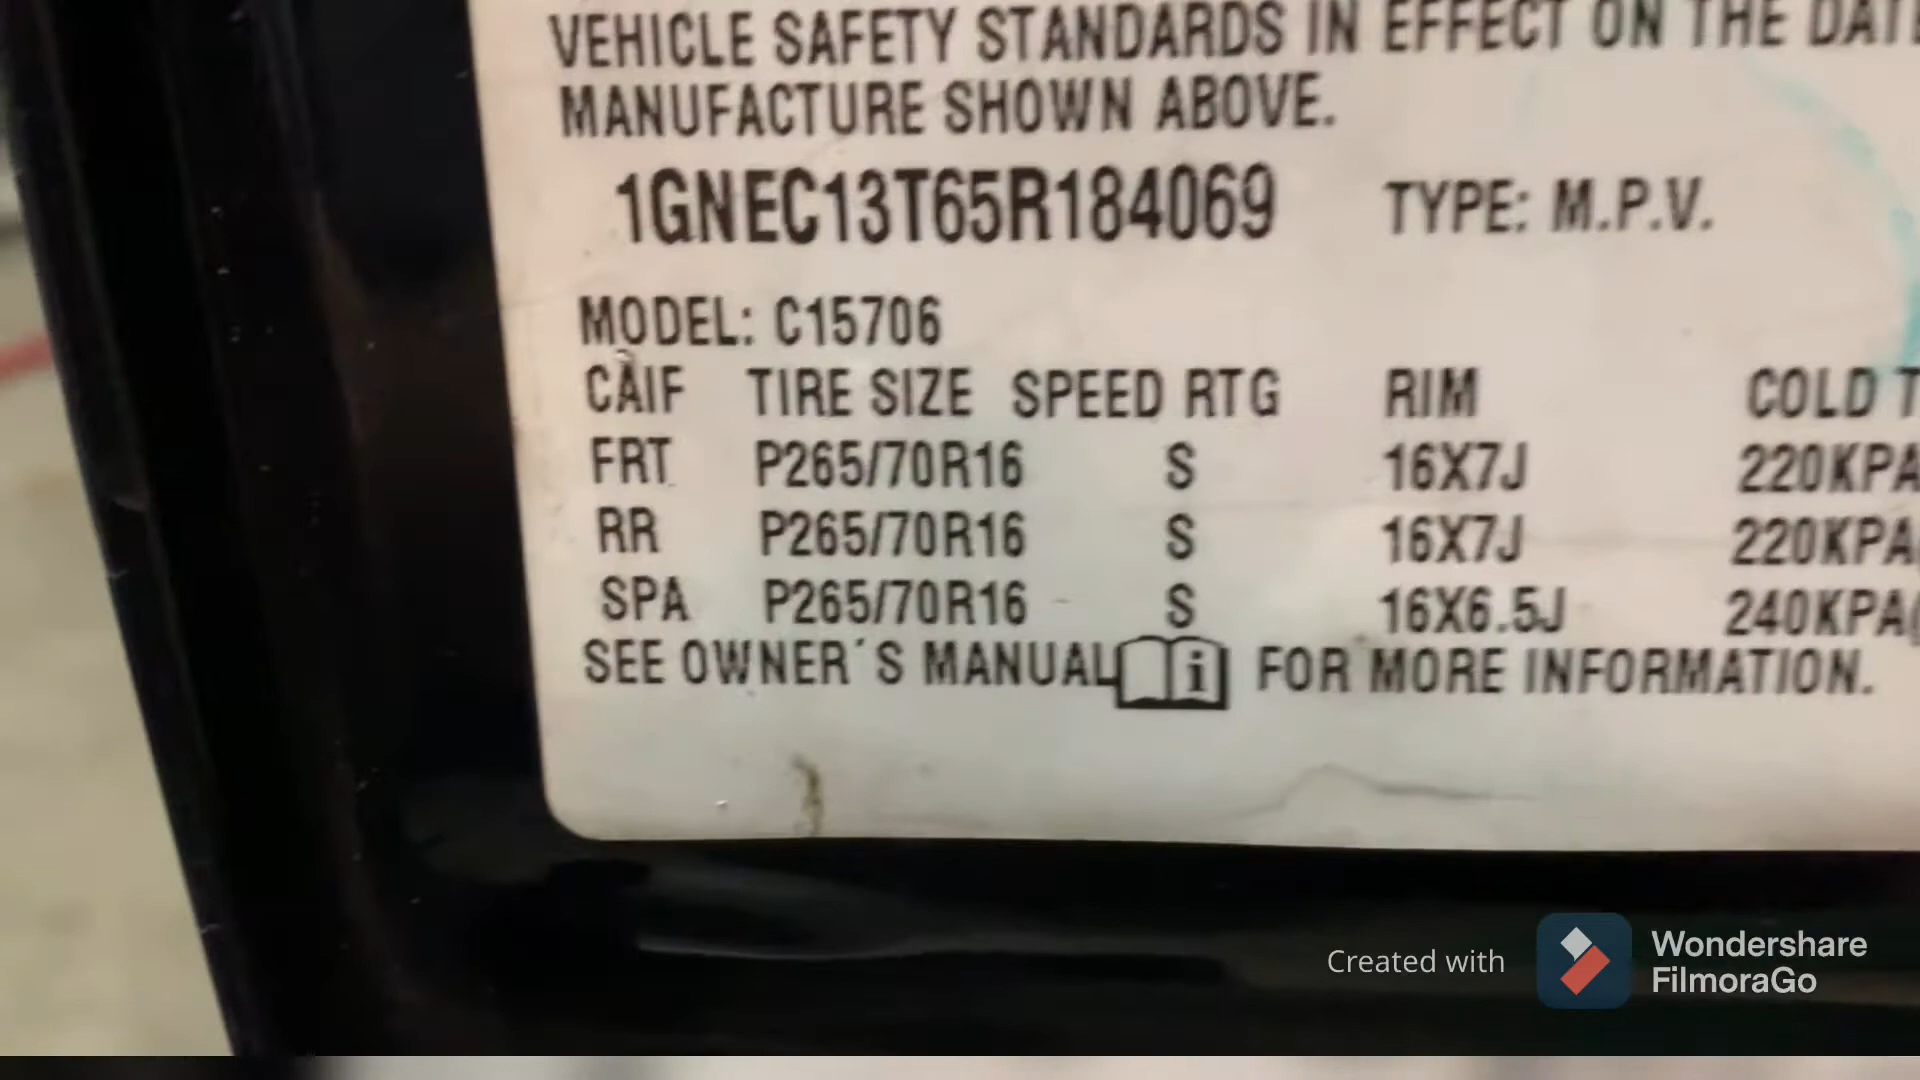 VEHICLE SAFETY STANDARDS IN EFFECT ON THE DATE
MANUFACTURE SHOWN ABOVE.
1GNEC13T65R184069 TYPE: M.P.V.
MODEL: C15706
CAIF TIRE SIZE SPEED RTG RIM COLD T
FRT P265/70R16 S 16X7J 220KPA
RR P265/70R16 S 16X7J 220KPA(
SPA P265/70R16 S 16X6.5J 240KPA(
SEE OWNER´S MANUAL i FOR MORE INFORMATION.
Created with Wondershare
FilmoraGo